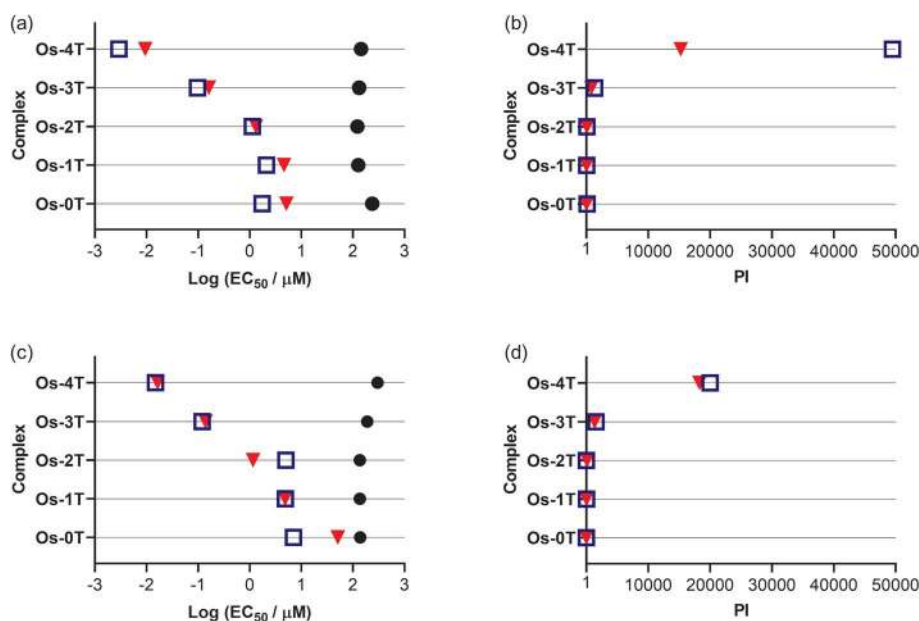 (a)
Complex
Os-4T
Os-3T
Os-2T
Os-1T
Os-0T
-3 -2 -1 0 1 2 3
Log (EC50 / μM)
(b)
Complex
Os-4T
Os-3T
Os-2T
Os-1T
Os-0T
1 10000 20000 30000 40000 50000
PI
(c)
Complex
Os-4T
Os-3T
Os-2T
Os-1T
Os-0T
-3 -2 -1 0 1 2 3
Log (EC50 / μM)
(d)
Complex
Os-4T
Os-3T
Os-2T
Os-1T
Os-0T
1 10000 20000 30000 40000 50000
PI